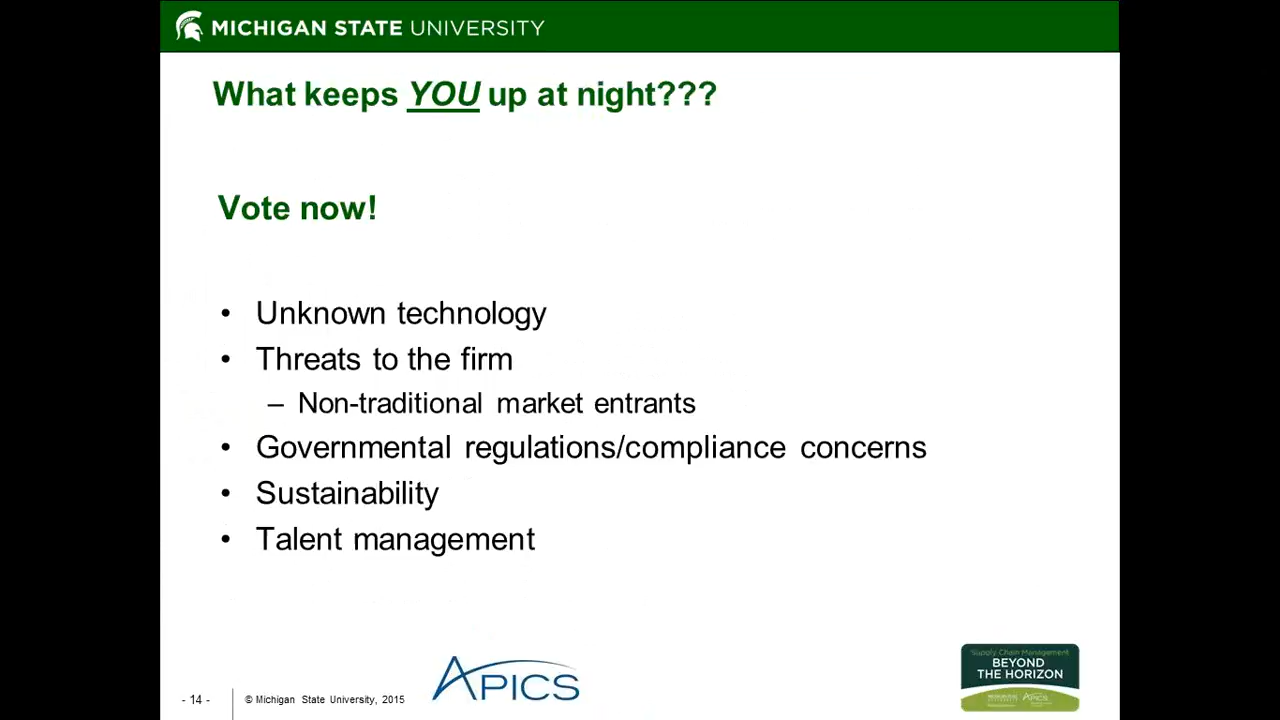 MICHIGAN STATE UNIVERSITY
What keeps YOU up at night???
Vote now!
• Unknown technology
• Threats to the firm
– Non-traditional market entrants
• Governmental regulations/compliance concerns
• Sustainability
• Talent management
- 14 -
© Michigan State University, 2015
APICS
Supply Chain Management
BEYOND
THE HORIZON